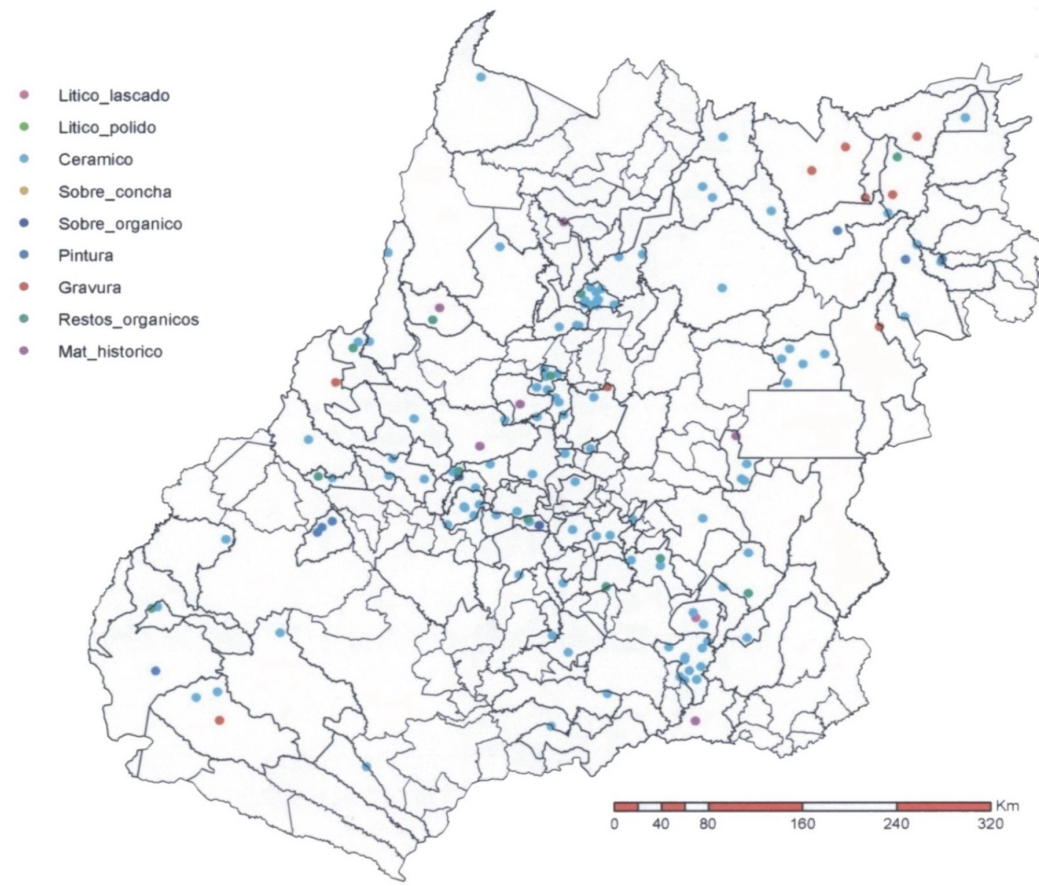 Litico_lascado
Litico_polido
Ceramico
Sobre_concha
Sobre_organico
Pintura
Gravura
Restos_organicos
Mat_historico
Km
0 40 80 160 240 320